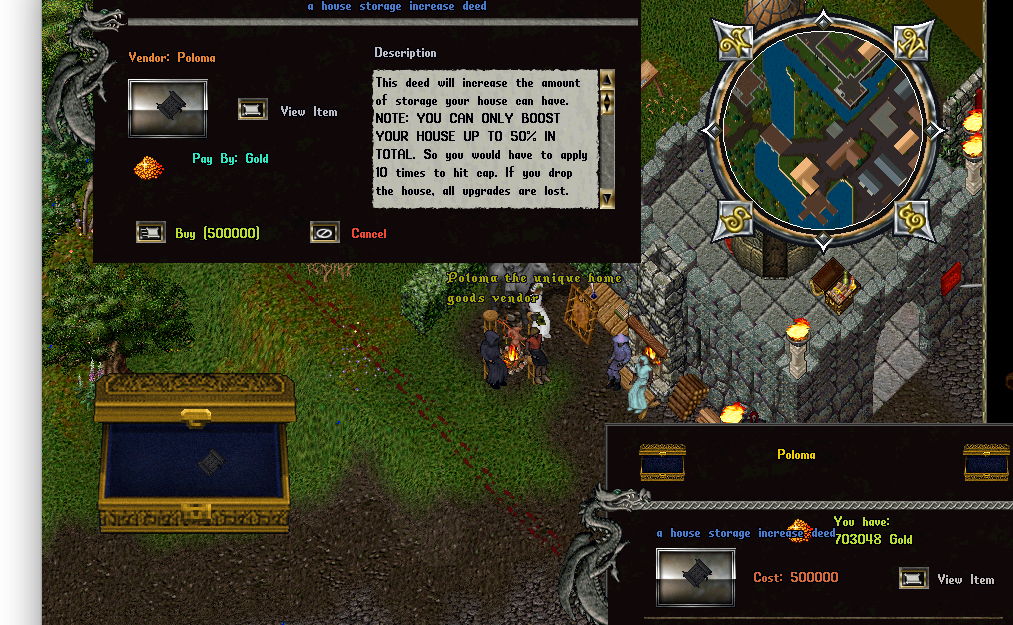 a house storage increase deed
Vendor: Poloma
Description
This deed will increase the amount
of storage your house can have.
NOTE: YOU CAN ONLY BOOST
YOUR HOUSE UP TO 50% IN
TOTAL. So you would have to apply
10 times to hit cap. If you drop
the house, all upgrades are lost.
View Item
Pay By: Gold
Buy (500000)
Cancel
Poloma the unique home
goods vendor
Poloma
You have:
703048 Gold
a house storage increase deed
Cost: 500000
View Item